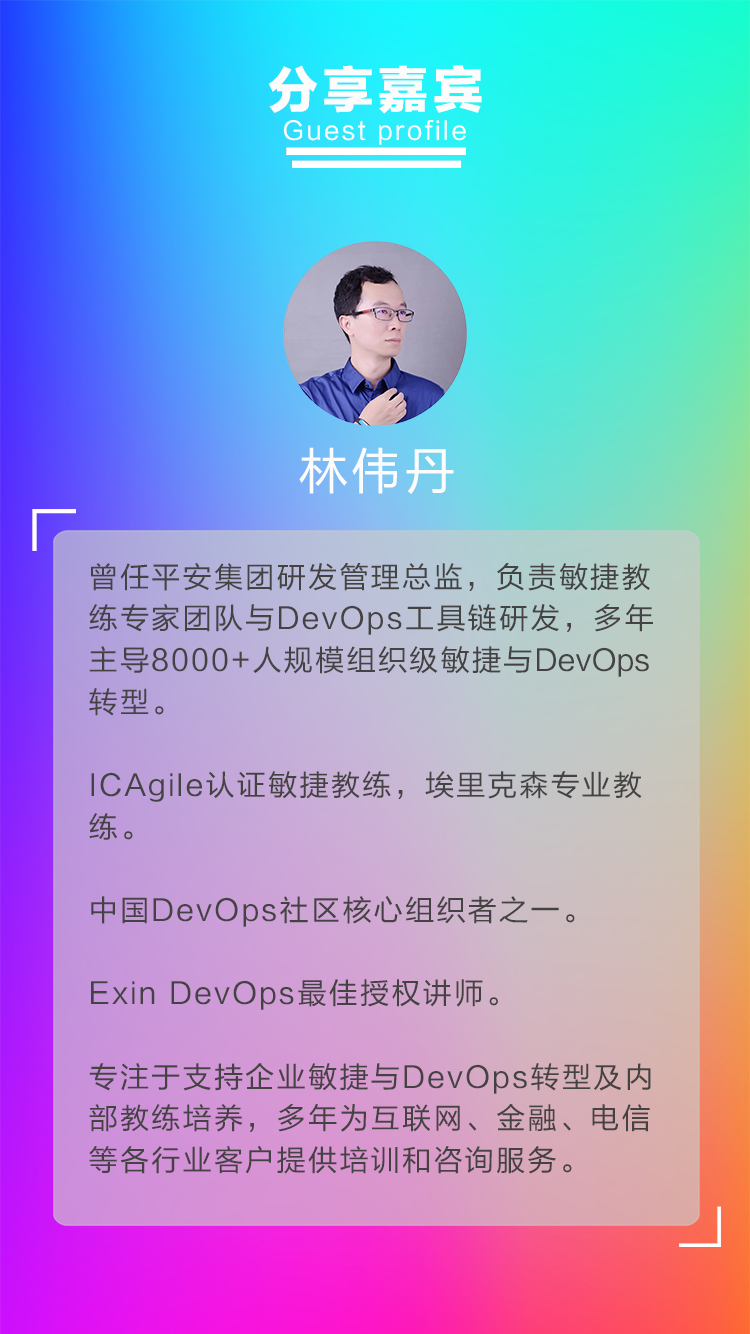 分享嘉宾
Guest profile
林伟丹
曾任平安集团研发管理总监，负责敏捷教
练专家团队与DevOps工具链研发，多年
主导8000+人规模组织级敏捷与DevOps
转型。
ICAgile认证敏捷教练，埃里克森专业教
练。
中国DevOps社区核心组织者之一。
Exin DevOps最佳授权讲师。
专注于支持企业敏捷与DevOps转型及内
部教练培养，多年为互联网、金融、电信
等各行业客户提供培训和咨询服务。